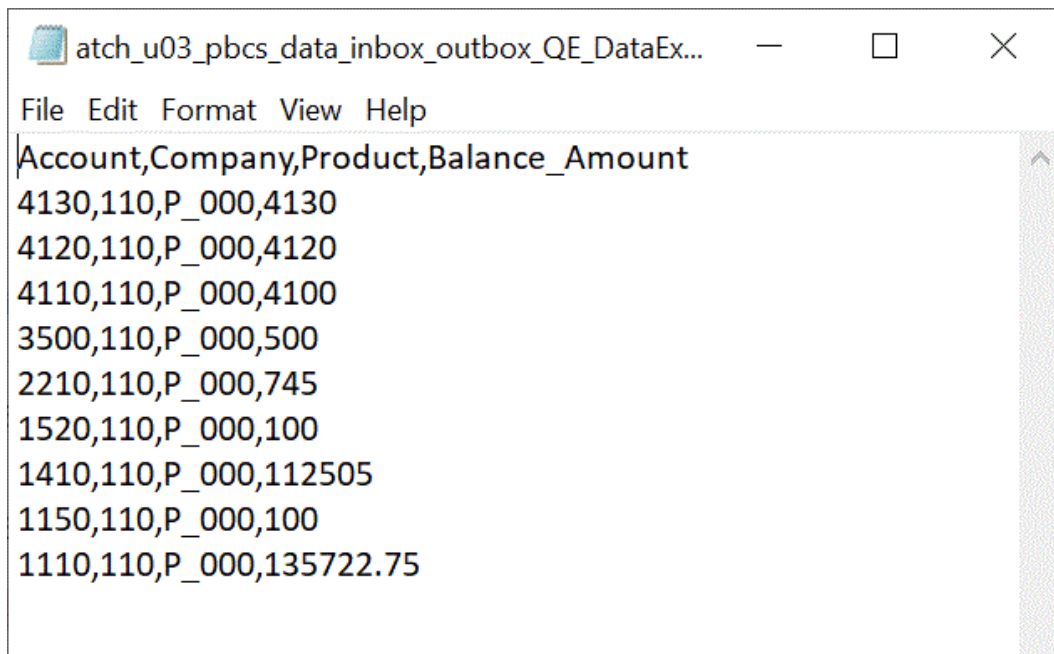 atch_u03_pbcs_data_inbox_outbox_QE_DataEx...
File Edit Format View Help
Account,Company,Product,Balance_Amount
4130,110,P_000,4130
4120,110,P_000,4120
4110,110,P_000,4100
3500,110,P_000,500
2210,110,P_000,745
1520,110,P_000,100
1410,110,P_000,112505
1150,110,P_000,100
1110,110,P_000,135722.75